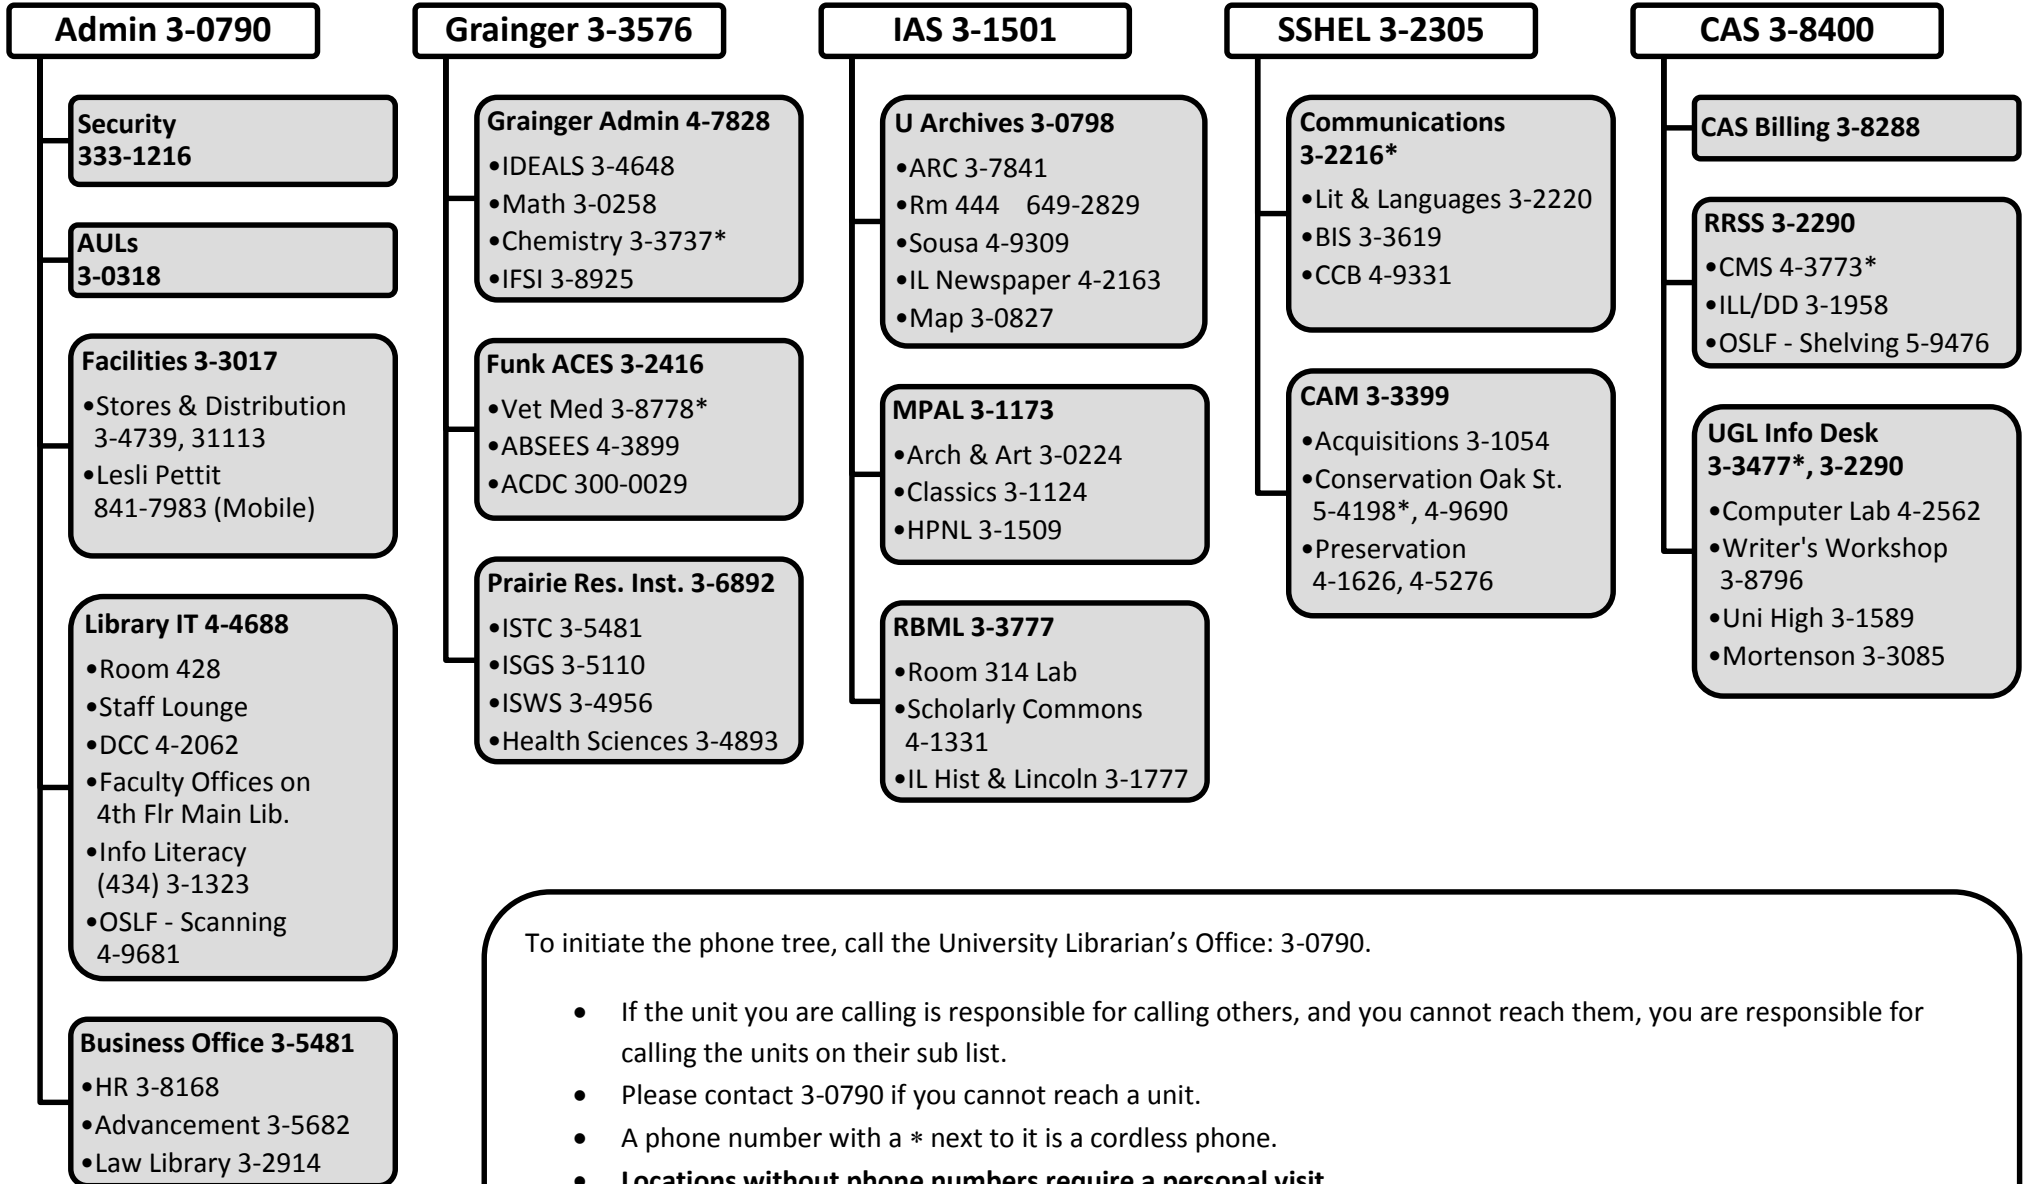 Admin 3-0790
Security
333-1216
AULs
3-0318
Facilities 3-3017
•Stores & Distribution
3-4739, 31113
•Lesli Pettit
841-7983 (Mobile)
Library IT 4-4688
•Room 428
•Staff Lounge
•DCC 4-2062
•Faculty Offices on
4th Flr Main Lib.
•Info Literacy
(434) 3-1323
•OSLF - Scanning
4-9681
Business Office 3-5481
•HR 3-8168
•Advancement 3-5682
•Law Library 3-2914
Grainger 3-3576
Grainger Admin 4-7828
•IDEALS 3-4648
•Math 3-0258
•Chemistry 3-3737*
•IFSI 3-8925
Funk ACES 3-2416
•Vet Med 3-8778*
•ABSEES 4-3899
•ACDC 300-0029
Prairie Res. Inst. 3-6892
•ISTC 3-5481
•ISGS 3-5110
•ISWS 3-4956
•Health Sciences 3-4893
IAS 3-1501
U Archives 3-0798
•ARC 3-7841
•Rm 444 649-2829
•Sousa 4-9309
•IL Newspaper 4-2163
•Map 3-0827
MPAL 3-1173
•Arch & Art 3-0224
•Classics 3-1124
•HPNL 3-1509
RBML 3-3777
•Room 314 Lab
•Scholarly Commons
4-1331
•IL Hist & Lincoln 3-1777
SSHEL 3-2305
Communications
3-2216*
•Lit & Languages 3-2220
•BIS 3-3619
•CCB 4-9331
CAM 3-3399
•Acquisitions 3-1054
•Conservation Oak St.
5-4198*, 4-9690
•Preservation
4-1626, 4-5276
CAS 3-8400
CAS Billing 3-8288
RRSS 3-2290
•CMS 4-3773*
•ILL/DD 3-1958
•OSLF - Shelving 5-9476
UGL Info Desk
3-3477*, 3-2290
•Computer Lab 4-2562
•Writer's Workshop
3-8796
•Uni High 3-1589
•Mortenson 3-3085
To initiate the phone tree, call the University Librarian’s Office: 3-0790.
• If the unit you are calling is responsible for calling others, and you cannot reach them, you are responsible for
calling the units on their sub list.
• Please contact 3-0790 if you cannot reach a unit.
• A phone number with a * next to it is a cordless phone.
• Locations without phone numbers require a personal visit